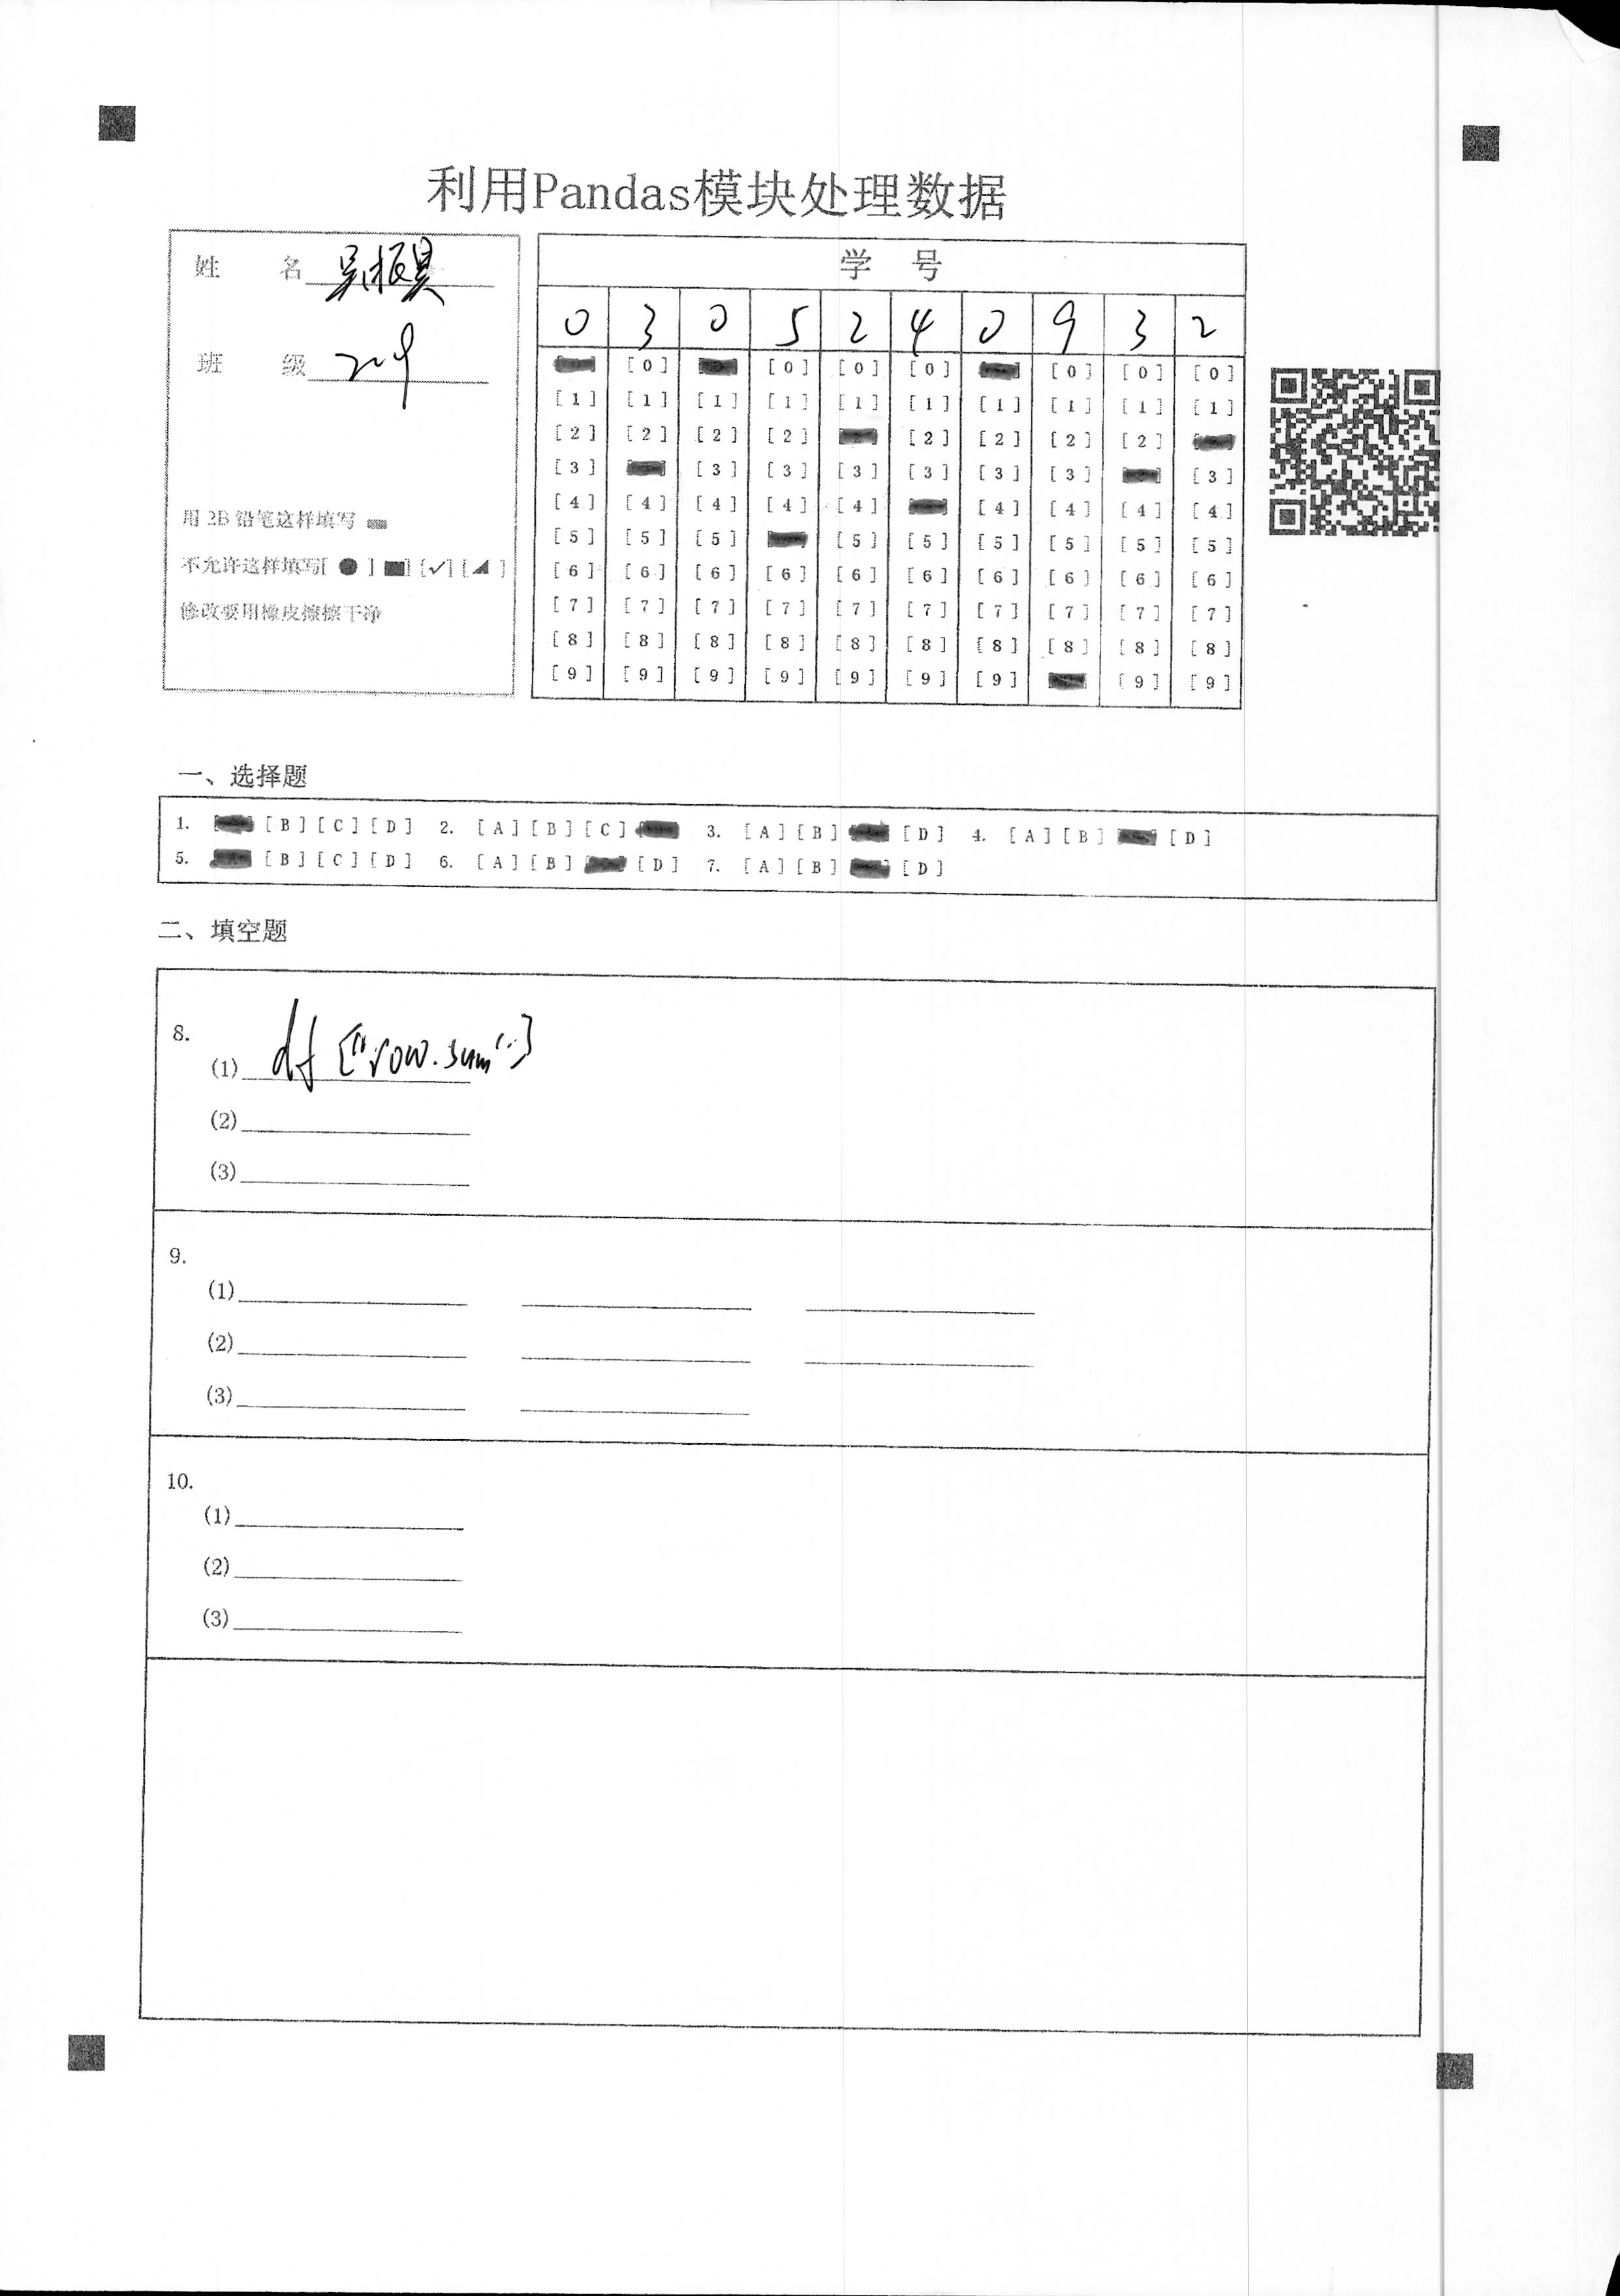 利用Pandas模块处理数据
姓 名 吴振昊
班 级 209
用 2B 铅笔这样填写
不允许这样填写[ ● ] [■] [✓] [◢ ]
修改要用橡皮擦擦干净
学 号
0 3 0 5 2 4 0 9 3 2
[0] [0] [0] [0] [0] [0] [0]
[1] [1] [1] [1] [1] [1] [1] [1] [1] [1]
[2] [2] [2] [2] [2] [2] [2] [2]
[3] [3] [3] [3] [3] [3] [3] [3]
[4] [4] [4] [4] [4] [4] [4] [4] [4]
[5] [5] [5] [5] [5] [5] [5] [5] [5]
[6] [6] [6] [6] [6] [6] [6] [6] [6] [6]
[7] [7] [7] [7] [7] [7] [7] [7] [7] [7]
[8] [8] [8] [8] [8] [8] [8] [8] [8] [8]
[9] [9] [9] [9] [9] [9] [9] [9] [9]
一、选择题
1. [B] [C] [D] 2. [A] [B] [C] 3. [A] [B] [D] 4. [A] [B] [D]
5. [B] [C] [D] 6. [A] [B] [D] 7. [A] [B] [D]
二、填空题
8.
(1) df ["row.sum"]
(2)
(3)
9.
(1)
(2)
(3)
10.
(1)
(2)
(3)